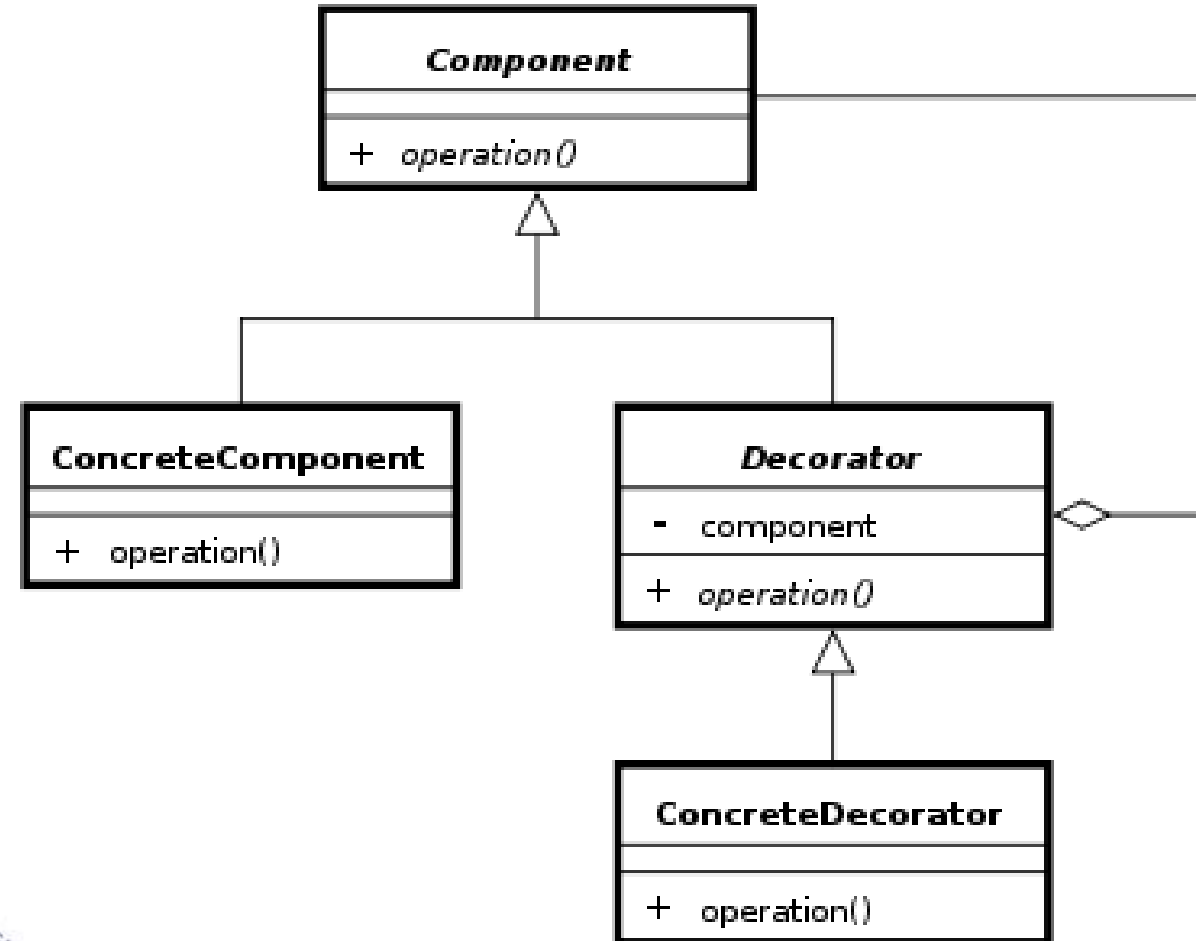 Component
+ operation()
ConcreteComponent
+ operation()
Decorator
- component
+ operation()
ConcreteDecorator
+ operation()